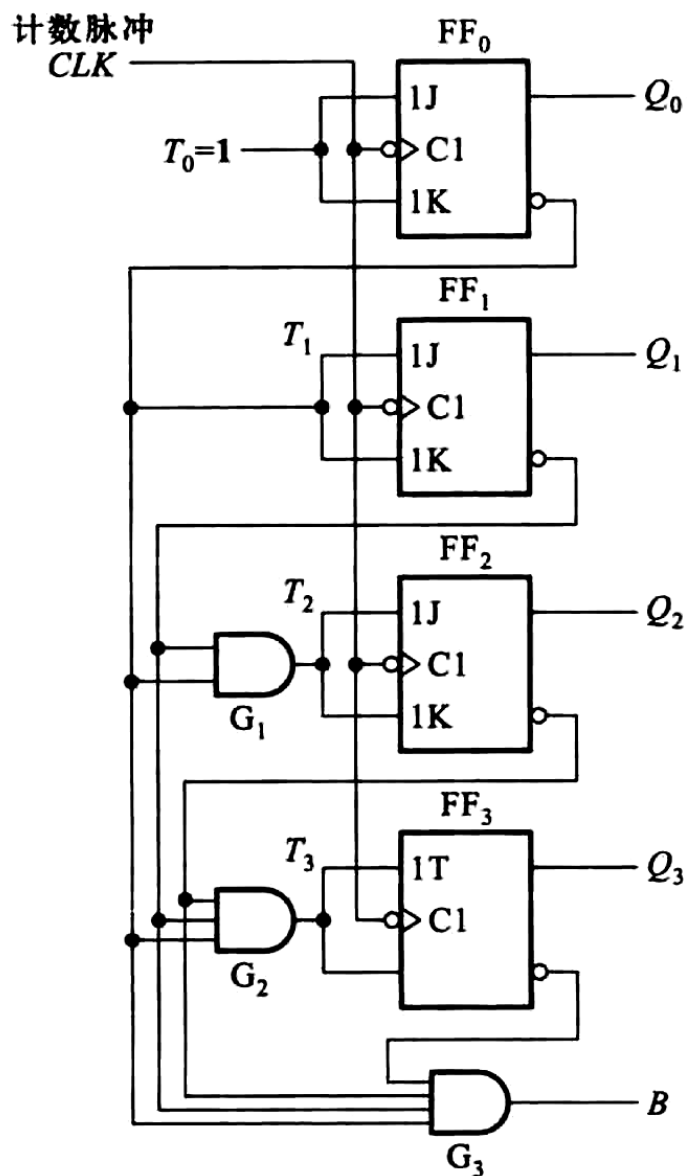 计数脉冲
CLK
FF₀
1J
Q₀
T₀=1
C1
1K
FF₁
T₁
1J
Q₁
C1
1K
FF₂
T₂
1J
Q₂
C1
G₁
1K
FF₃
T₃
1T
Q₃
C1
G₂
B
G₃